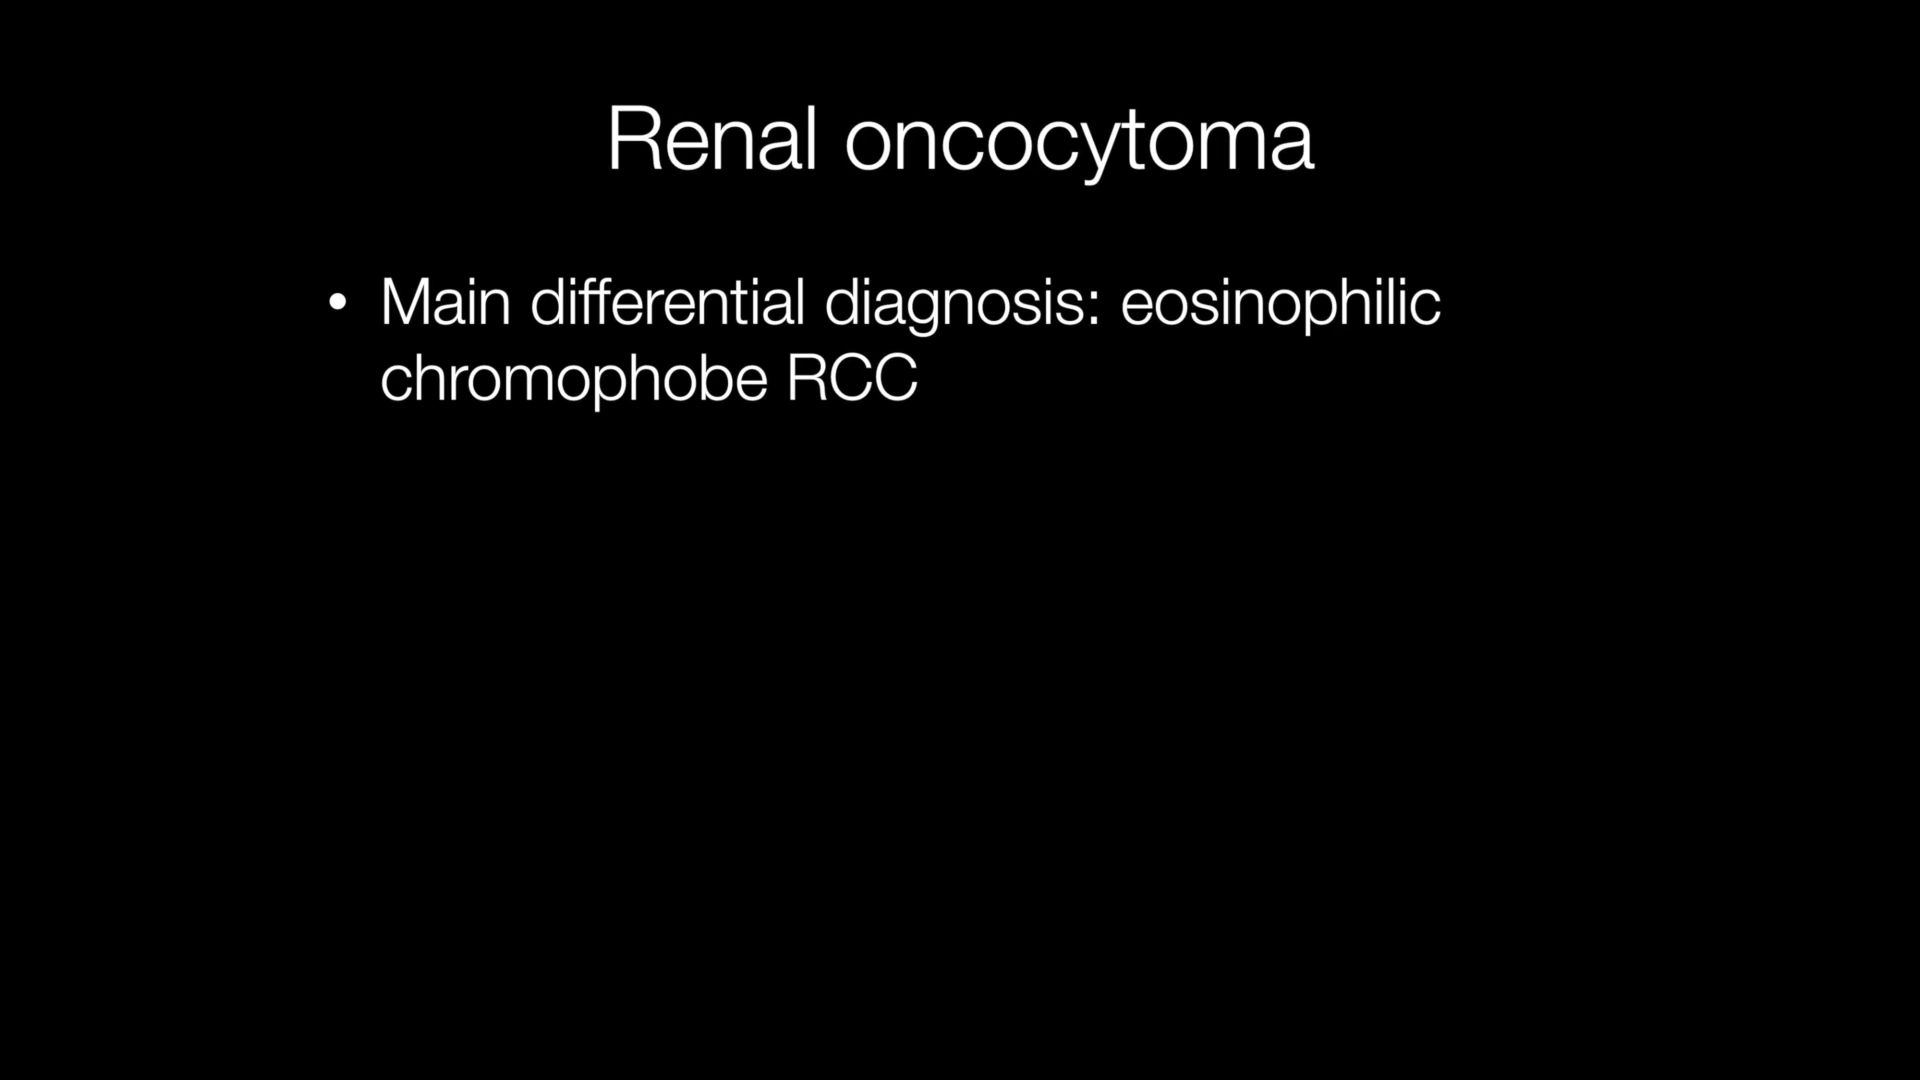 Renal oncocytoma
• Main differential diagnosis: eosinophilic
chromophobe RCC